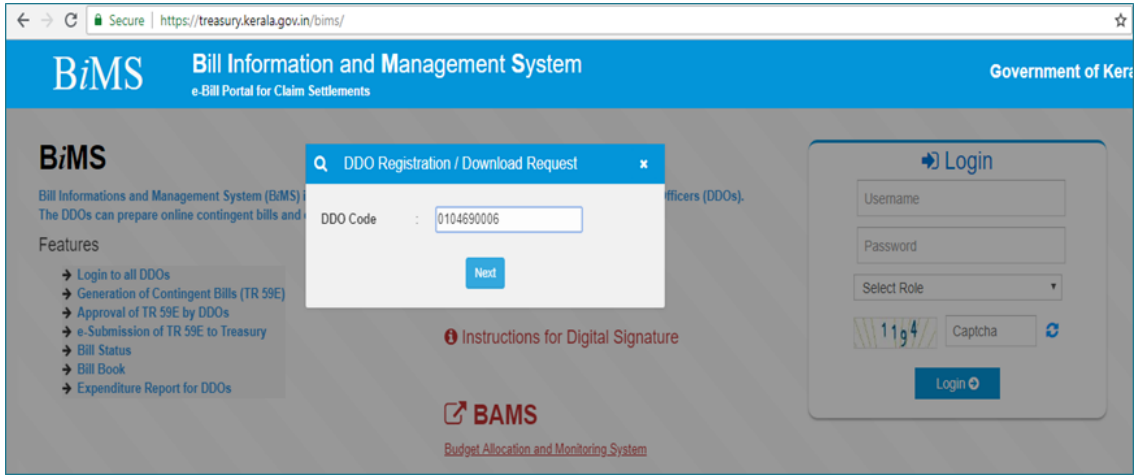 Secure | https://treasury.kerala.gov.in/bims/
BiMS
Bill Information and Management System
e-Bill Portal for Claim Settlements
Government of Kera
BiMS
Bill Informations and Management System (BiMS) i
fficers (DDOs).
The DDOs can prepare online contingent bills and
Features
Login to all DDOs
Generation of Contingent Bills (TR 59E)
Approval of TR 59E by DDOs
e-Submission of TR 59E to Treasury
Bill Status
Bill Book
Expenditure Report for DDOs
DDO Registration / Download Request
DDO Code : 0104690006
Next
Instructions for Digital Signature
BAMS
Budget Allocation and Monitoring System
Login
Username
Password
Select Role
1194 Captcha
Login